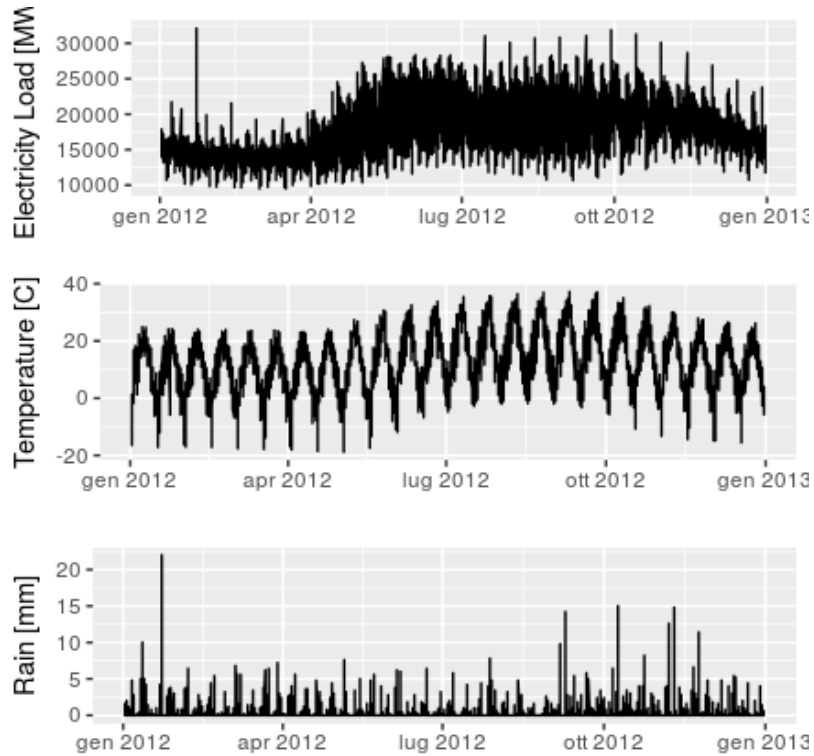 Electricity Load [MW
30000
25000
20000
15000
10000
gen 2012 apr 2012 lug 2012 ott 2012 gen 2013
Temperature [C]
40
20
0
-20
gen 2012 apr 2012 lug 2012 ott 2012 gen 2013
Rain [mm]
20
15
10
5
0
gen 2012 apr 2012 lug 2012 ott 2012 gen 2013